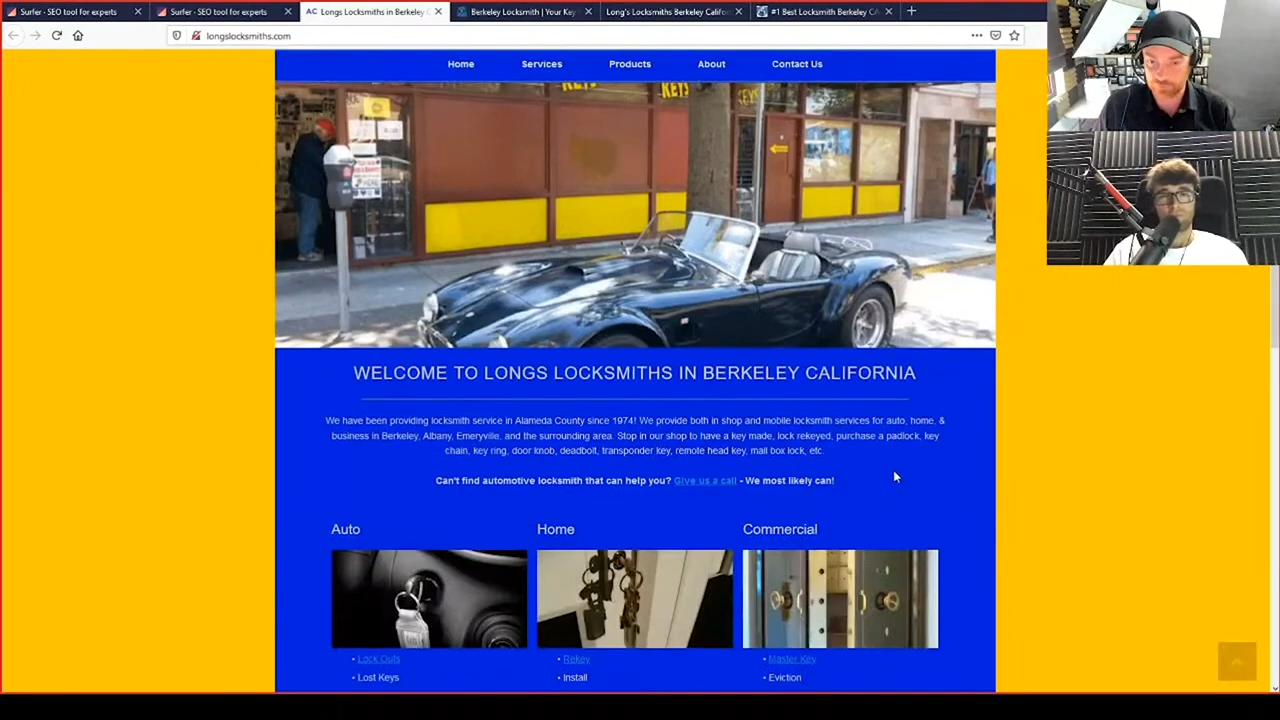 Surfer - SEO tool for experts
Surfer - SEO tool for experts
Longs Locksmiths in Berkeley C
Berkeley Locksmith | Your Key
Long's Locksmiths Berkeley Califor
#1 Best Locksmith Berkeley CA
longslocksmiths.com
Home
Services
Products
About
Contact Us
KEYS
KEYS
WELCOME TO LONGS LOCKSMITHS IN BERKELEY CALIFORNIA
We have been providing locksmith service in Alameda County since 1974! We provide both in shop and mobile locksmith services for auto, home, &
business in Berkeley, Albany, Emeryville, and the surrounding area. Stop in our shop to have a key made, lock rekeyed, purchase a padlock, key
chain, key ring, door knob, deadbolt, transponder key, remote head key, mail box lock, etc.
Can't find automotive locksmith that can help you? Give us a call - We most likely can!
Auto
Home
Commercial
• Lock Outs
• Rekey
• Master Key
• Lost Keys
• Install
• Eviction